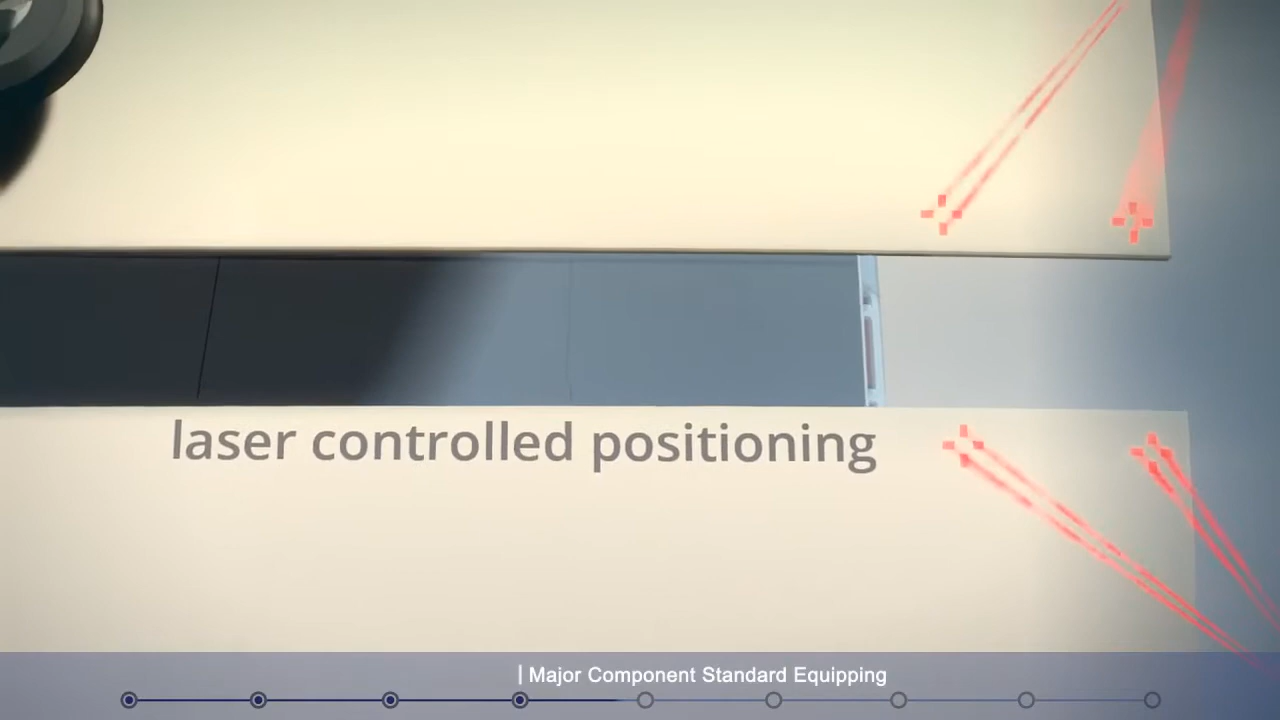 laser controlled positioning
| Major Component Standard Equipping